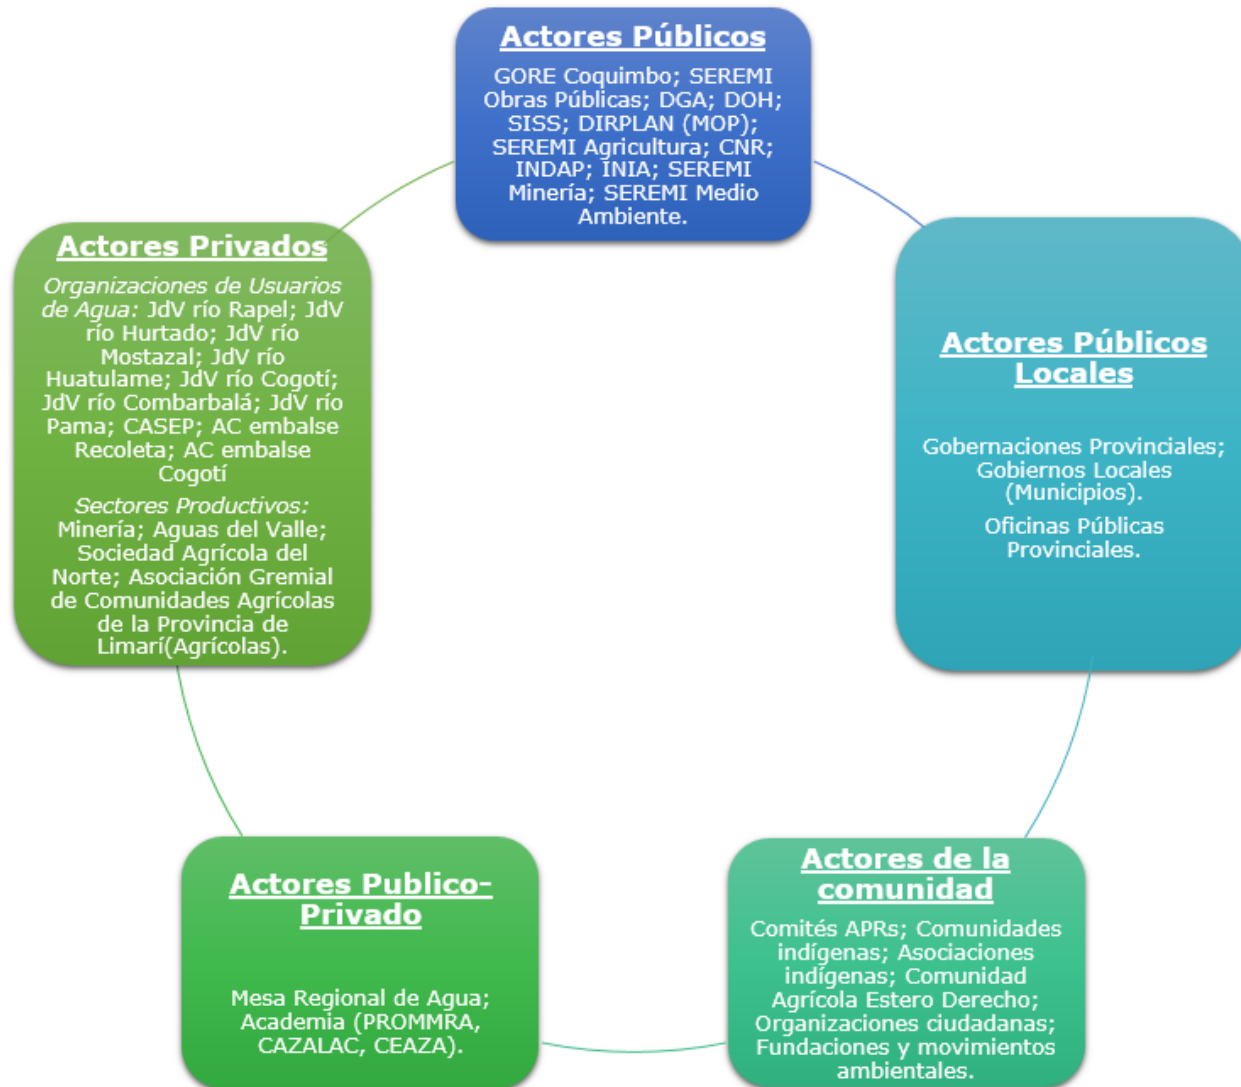 Actores Públicos
GORE Coquimbo; SEREMI
Obras Públicas; DGA; DOH;
SISS; DIRPLAN (MOP);
SEREMI Agricultura; CNR;
INDAP; INIA; SEREMI
Minería; SEREMI Medio
Ambiente.
Actores Públicos
Locales
Gobernaciones Provinciales;
Gobiernos Locales
(Municipios).
Oficinas Públicas
Provinciales.
Actores de la
comunidad
Comités APRs; Comunidades
indígenas; Asociaciones
indígenas; Comunidad
Agrícola Estero Derecho;
Organizaciones ciudadanas;
Fundaciones y movimientos
ambientales.
Actores Publico-
Privado
Mesa Regional de Agua;
Academia (PROMMRA,
CAZALAC, CEAZA).
Actores Privados
Organizaciones de Usuarios
de Agua: JdV río Rapel; JdV
río Hurtado; JdV río
Mostazal; JdV río
Huatulame; JdV río Cogotí;
JdV río Combarbalá; JdV río
Pama; CASEP; AC embalse
Recoleta; AC embalse
Cogotí
Sectores Productivos:
Minería; Aguas del Valle;
Sociedad Agrícola del
Norte; Asociación Gremial
de Comunidades Agrícolas
de la Provincia de
Limarí(Agrícolas).